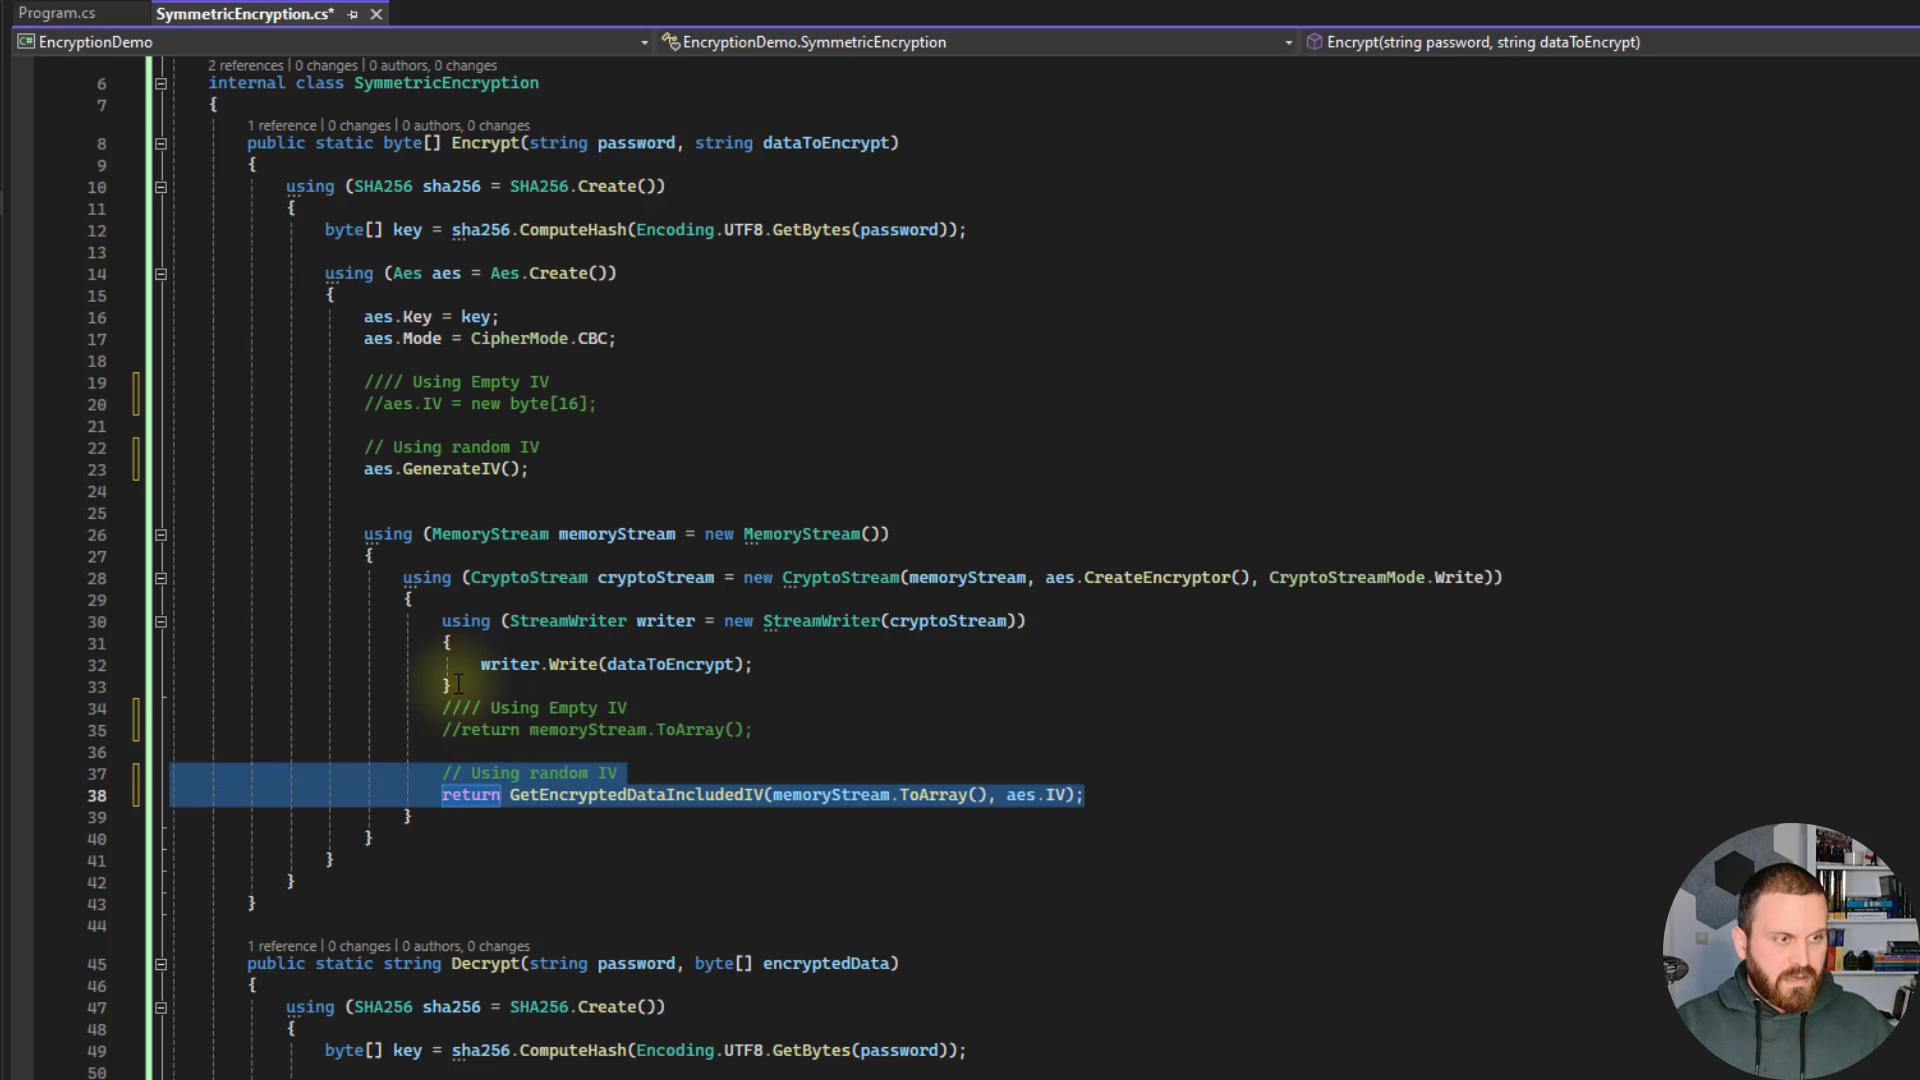 Program.cs
SymmetricEncryption.cs*
EncryptionDemo
EncryptionDemo.SymmetricEncryption
Encrypt(string password, string dataToEncrypt)
2 references | 0 changes | 0 authors, 0 changes
6 internal class SymmetricEncryption
7 {
1 reference | 0 changes | 0 authors, 0 changes
8 public static byte[] Encrypt(string password, string dataToEncrypt)
9 {
10 using (SHA256 sha256 = SHA256.Create())
11 {
12 byte[] key = sha256.ComputeHash(Encoding.UTF8.GetBytes(password));
13
14 using (Aes aes = Aes.Create())
15 {
16 aes.Key = key;
17 aes.Mode = CipherMode.CBC;
18
19 //// Using Empty IV
20 //aes.IV = new byte[16];
21
22 // Using random IV
23 aes.GenerateIV();
24
25
26 using (MemoryStream memoryStream = new MemoryStream())
27 {
28 using (CryptoStream cryptoStream = new CryptoStream(memoryStream, aes.CreateEncryptor(), CryptoStreamMode.Write))
29 {
30 using (StreamWriter writer = new StreamWriter(cryptoStream))
31 {
32 writer.Write(dataToEncrypt);
33 }
34 //// Using Empty IV
35 //return memoryStream.ToArray();
36
37 // Using random IV
38 return GetEncryptedDataIncludedIV(memoryStream.ToArray(), aes.IV);
39 }
40 }
41 }
42 }
43 }
44
1 reference | 0 changes | 0 authors, 0 changes
45 public static string Decrypt(string password, byte[] encryptedData)
46 {
47 using (SHA256 sha256 = SHA256.Create())
48 {
49 byte[] key = sha256.ComputeHash(Encoding.UTF8.GetBytes(password));
50